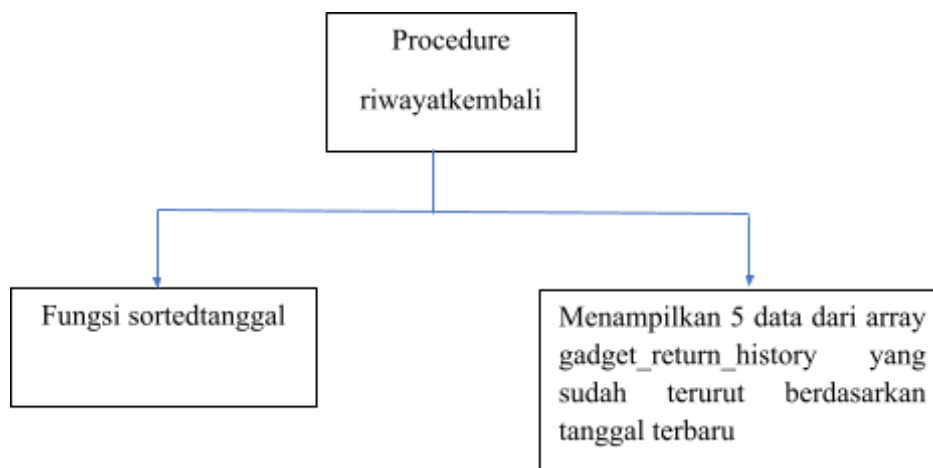 Procedure
riwayatkembali
Fungsi sortedtanggal
Menampilkan 5 data dari array
gadget_return_history yang
sudah terurut berdasarkan
tanggal terbaru